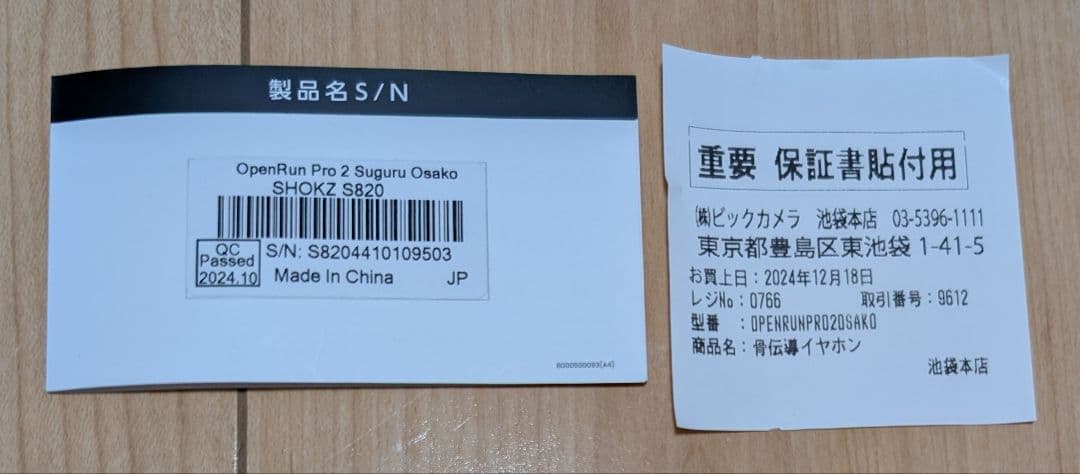 製品名S/N
OpenRun Pro 2 Suguru Osako
SHOKZ S820
QC
Passed
2024.10
S/N: S8204410109503
Made In China
JP
8000500093(A4)
重要 保証書貼付用
㈱ビックカメラ 池袋本店 03-5396-1111
東京都豊島区東池袋 1-41-5
お買上日:2024年12月18日
レジNo:0766 取引番号:9612
型番 :OPENRUNPRO2OSAKO
商品名:骨伝導イヤホン
池袋本店